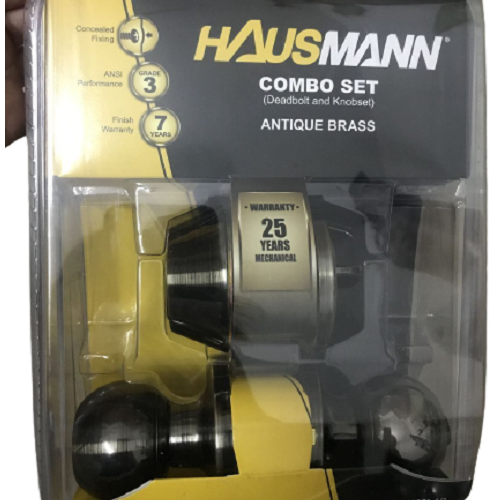 Concealed
Fixing
HAUSMANN®
ANSI
Performance
GRADE
3
COMBO SET
(Deadbolt and Knobset)
Finish
Warranty
7
YEARS
ANTIQUE BRASS
- WARRANTY -
25
YEARS
MECHANICAL